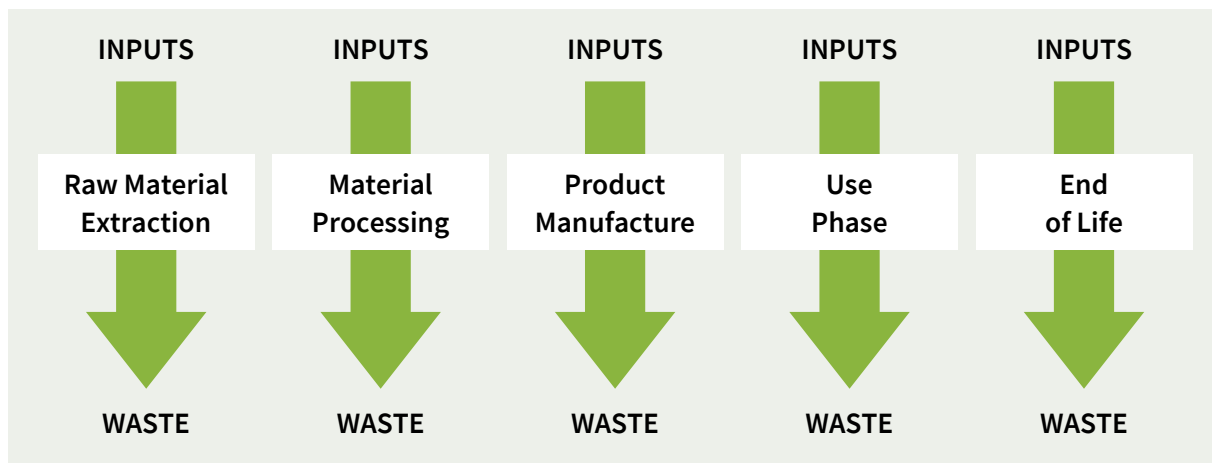 INPUTS INPUTS INPUTS INPUTS INPUTS
Raw Material
Extraction
Material
Processing
Product
Manufacture
Use
Phase
End
of Life
WASTE WASTE WASTE WASTE WASTE